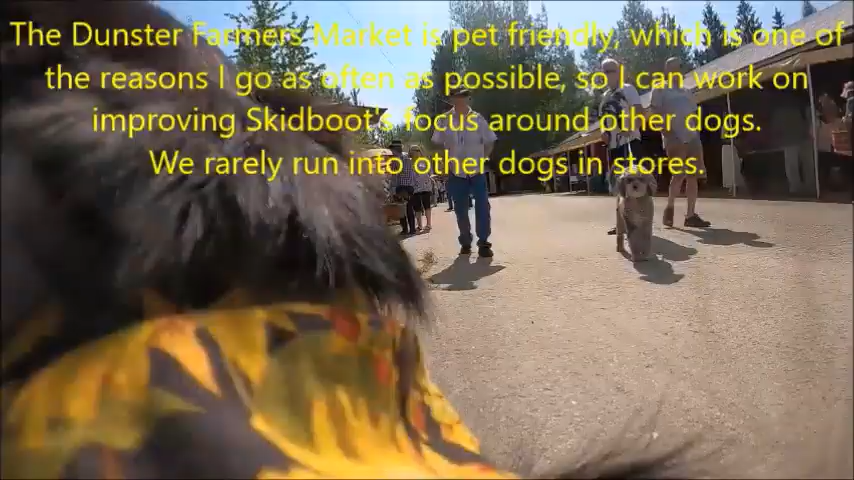 The Dunster Farmers Market is pet friendly, which is one of
the reasons I go as often as possible, so I can work on
improving SkidBoot's focus around other dogs.
We rarely run into other dogs in stores.